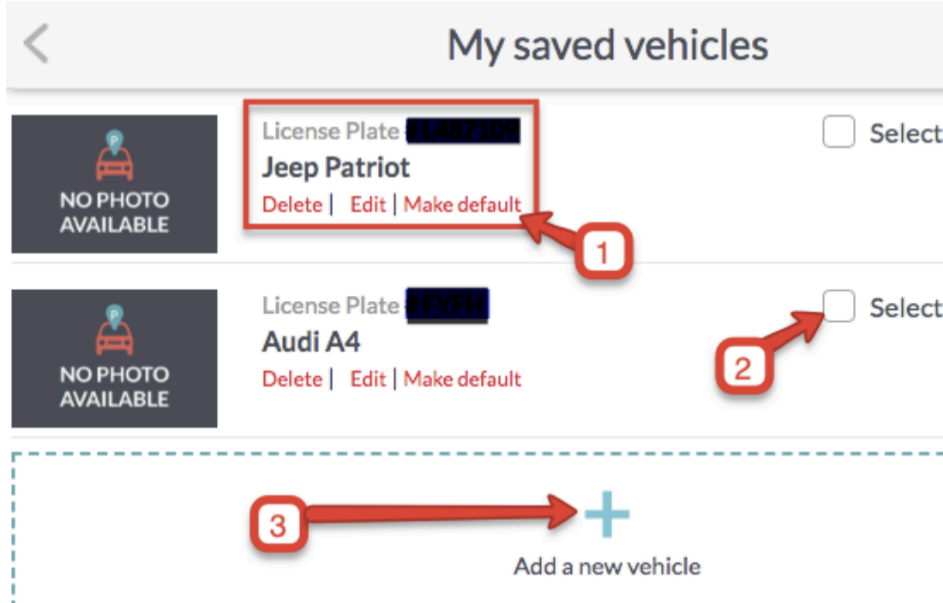 My saved vehicles
License Plate
Jeep Patriot
Delete | Edit | Make default
NO PHOTO
AVAILABLE
Select
1
License Plate
Audi A4
Delete | Edit | Make default
NO PHOTO
AVAILABLE
Select
2
3
Add a new vehicle